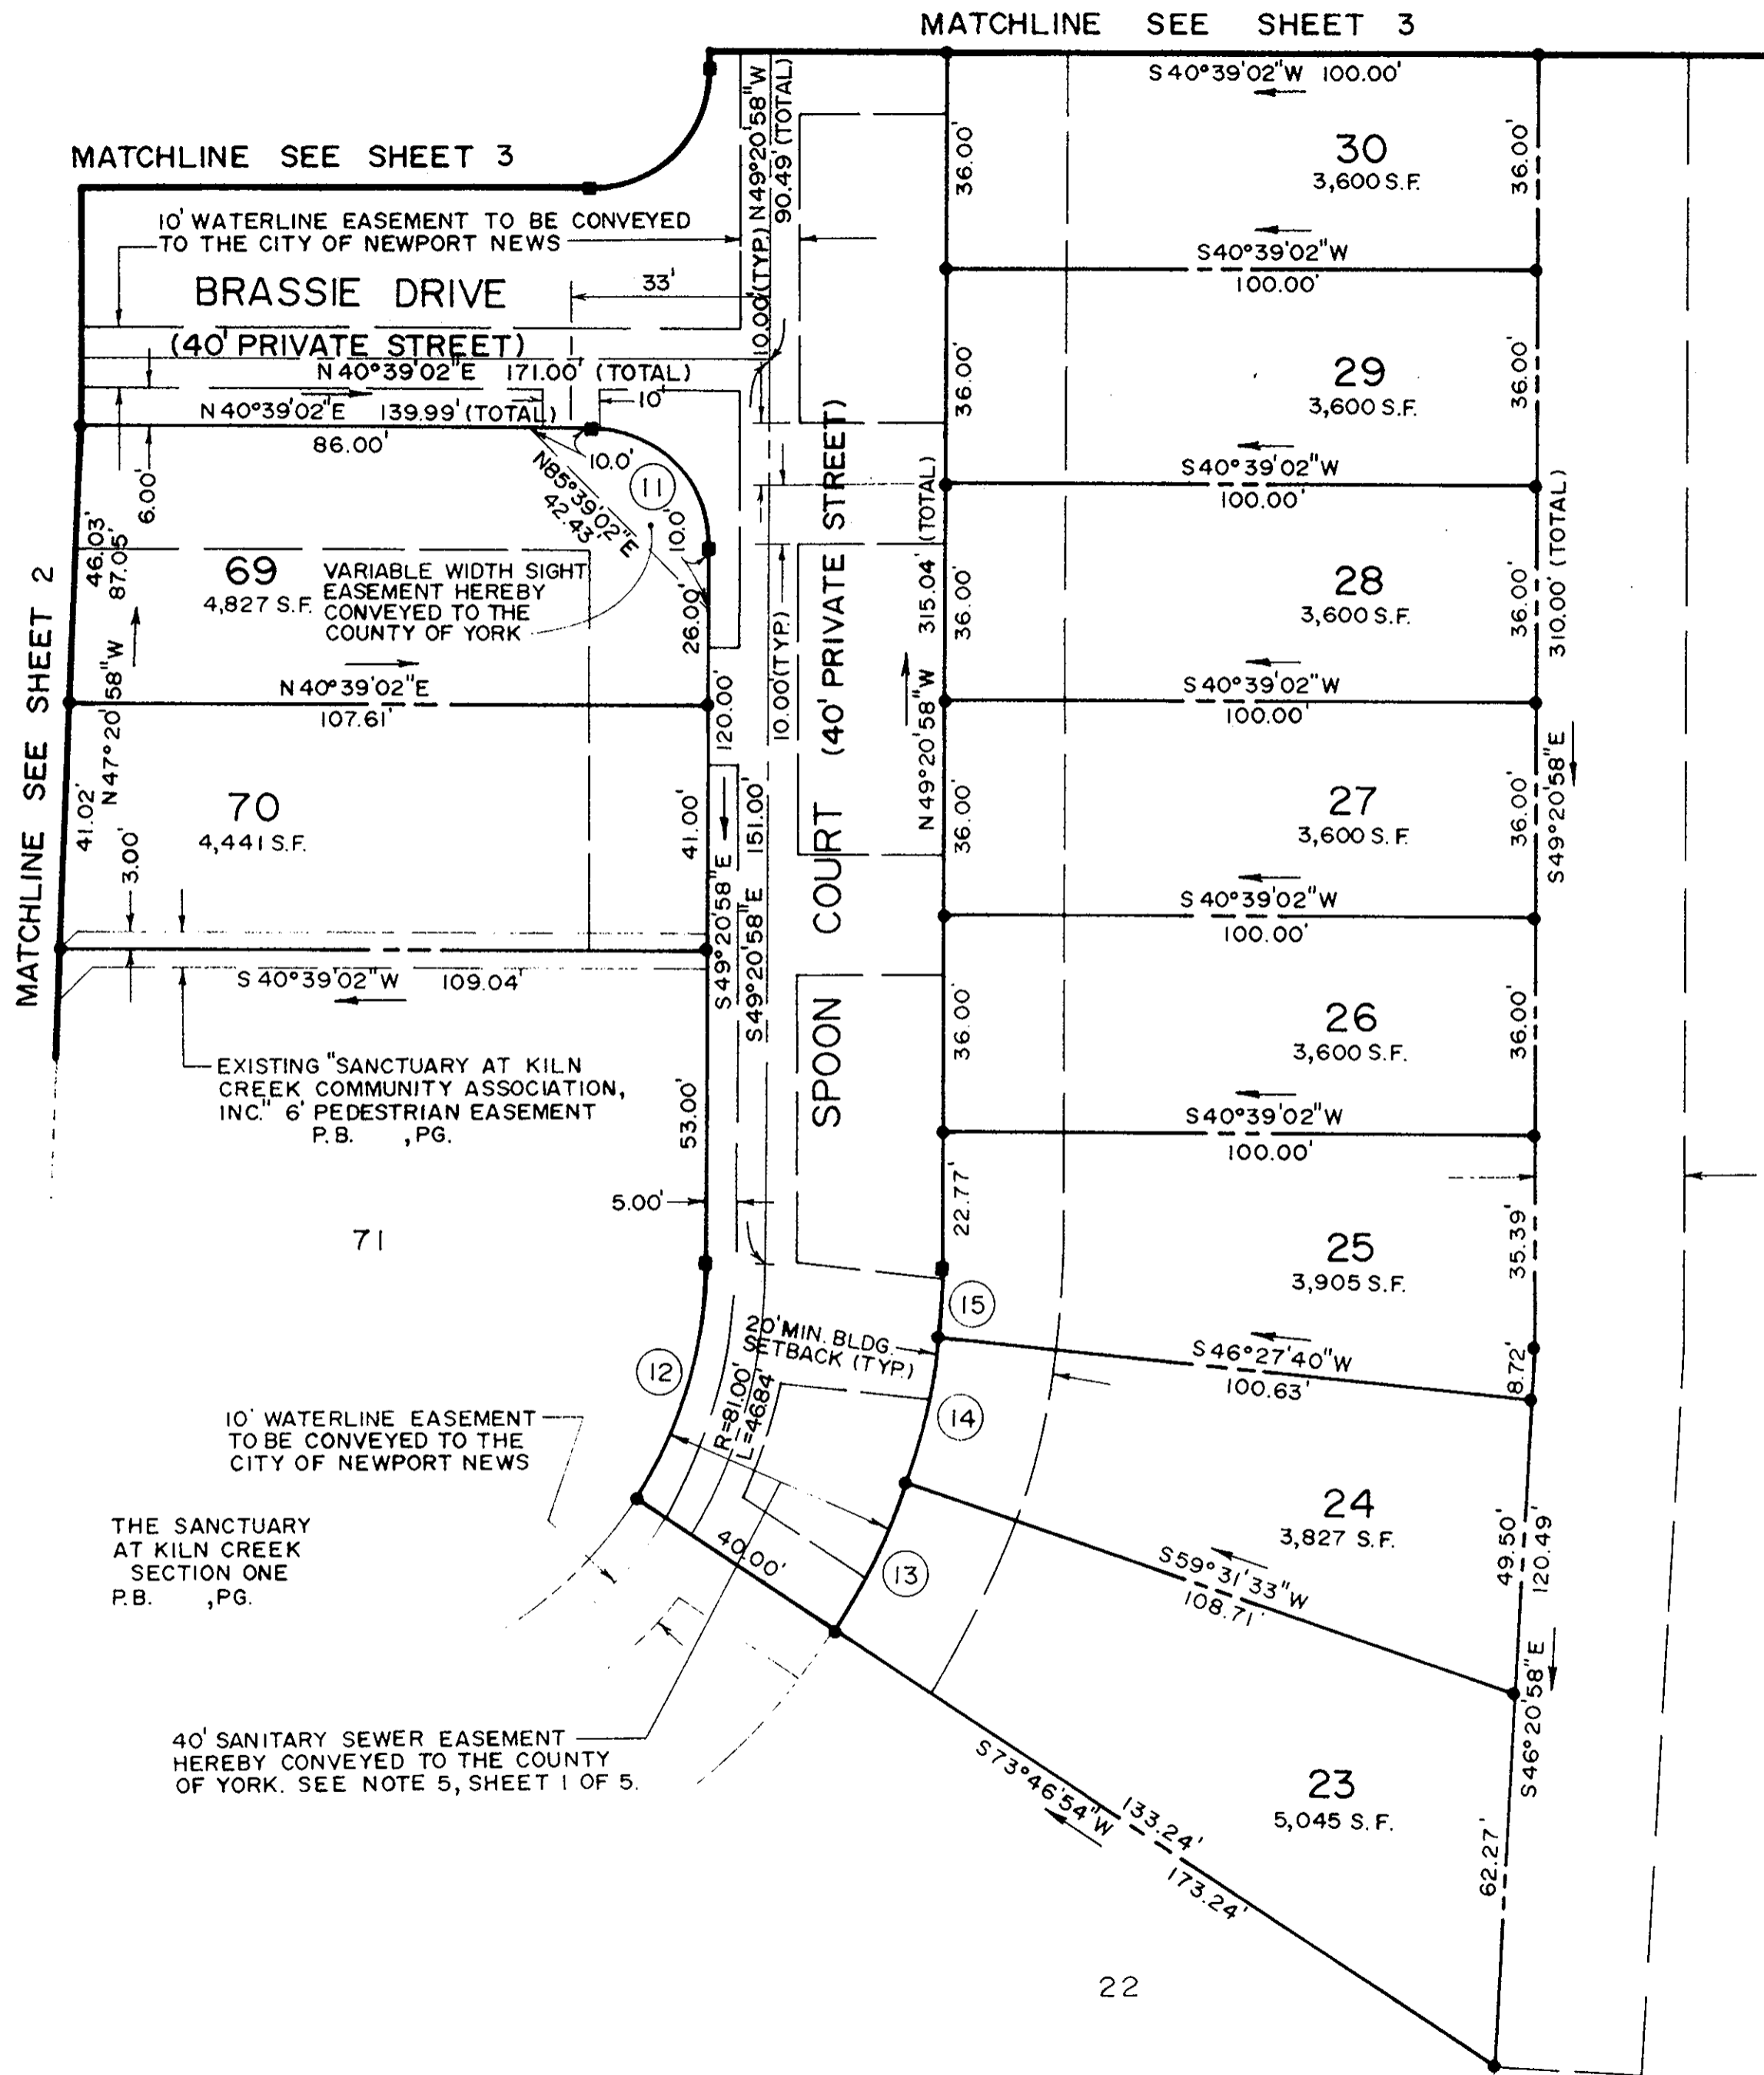 MATCHLINE SEE SHEET 3
S 40°39'02"W 100.00'
MATCHLINE SEE SHEET 3
10' WATERLINE EASEMENT TO BE CONVEYED
TO THE CITY OF NEWPORT NEWS
BRASSIE DRIVE
(40' PRIVATE STREET)
33'
N 40°39'02"E 171.00' (TOTAL)
N 40°39'02"E 139.99' (TOTAL)
86.00'
10'
10.00'(TYP.) N49°20'58"W
90.49' (TOTAL)
36.00'
30
3,600 S.F.
36.00'
S40°39'02"W
100.00'
36.00'
29
3,600 S.F.
36.00'
S40°39'02"W
100.00'
6.00'
10.0'
11
N85°39'02"E
42.43'
10.0'
46.03'
87.05'
69
4,827 S.F.
VARIABLE WIDTH SIGHT
EASEMENT HEREBY
CONVEYED TO THE
COUNTY OF YORK
26.00'
10.00'(TYP.)
SPOON COURT (40' PRIVATE STREET)
N49°20'58"W 315.04' (TOTAL)
36.00'
28
3,600 S.F.
36.00'
310.00' (TOTAL)
S40°39'02"W
100.00'
MATCHLINE SEE SHEET 2
N47°20'58"W
N40°39'02"E
107.61'
120.00'
41.02'
70
4,441 S.F.
3.00'
41.00'
S49°20'58"E
S49°20'58"E 151.00'
36.00'
27
3,600 S.F.
36.00'
S49°20'58"E
S40°39'02"W
100.00'
S 40°39'02"W 109.04'
36.00'
26
3,600 S.F.
36.00'
EXISTING "SANCTUARY AT KILN
CREEK COMMUNITY ASSOCIATION,
INC." 6' PEDESTRIAN EASEMENT
P.B. ,PG.
53.00'
S40°39'02"W
100.00'
5.00'
22.77'
71
25
3,905 S.F.
35.39'
15
20' MIN. BLDG.
SETBACK (TYP.)
S46°27'40"W
100.63'
8.72'
12
R=81.00'
L=46.84'
14
10' WATERLINE EASEMENT
TO BE CONVEYED TO THE
CITY OF NEWPORT NEWS
24
3,827 S.F.
49.50'
120.49'
THE SANCTUARY
AT KILN CREEK
SECTION ONE
P.B. ,PG.
40.00'
13
S59°31'33"W
108.71'
S46°20'58"E
40' SANITARY SEWER EASEMENT
HEREBY CONVEYED TO THE COUNTY
OF YORK. SEE NOTE 5, SHEET 1 OF 5.
S73°46'54"W
133.24'
173.24'
23
5,045 S.F.
62.27'
22